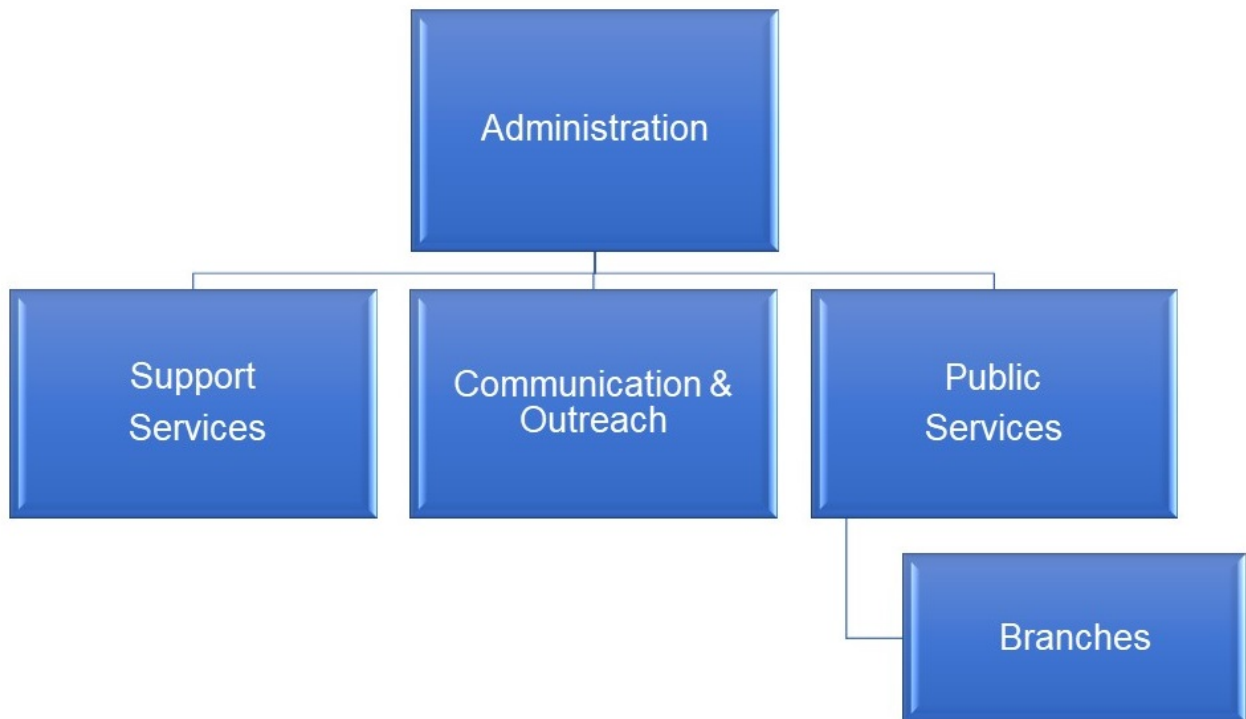 Administration
Support
Services
Communication &
Outreach
Public
Services
Branches